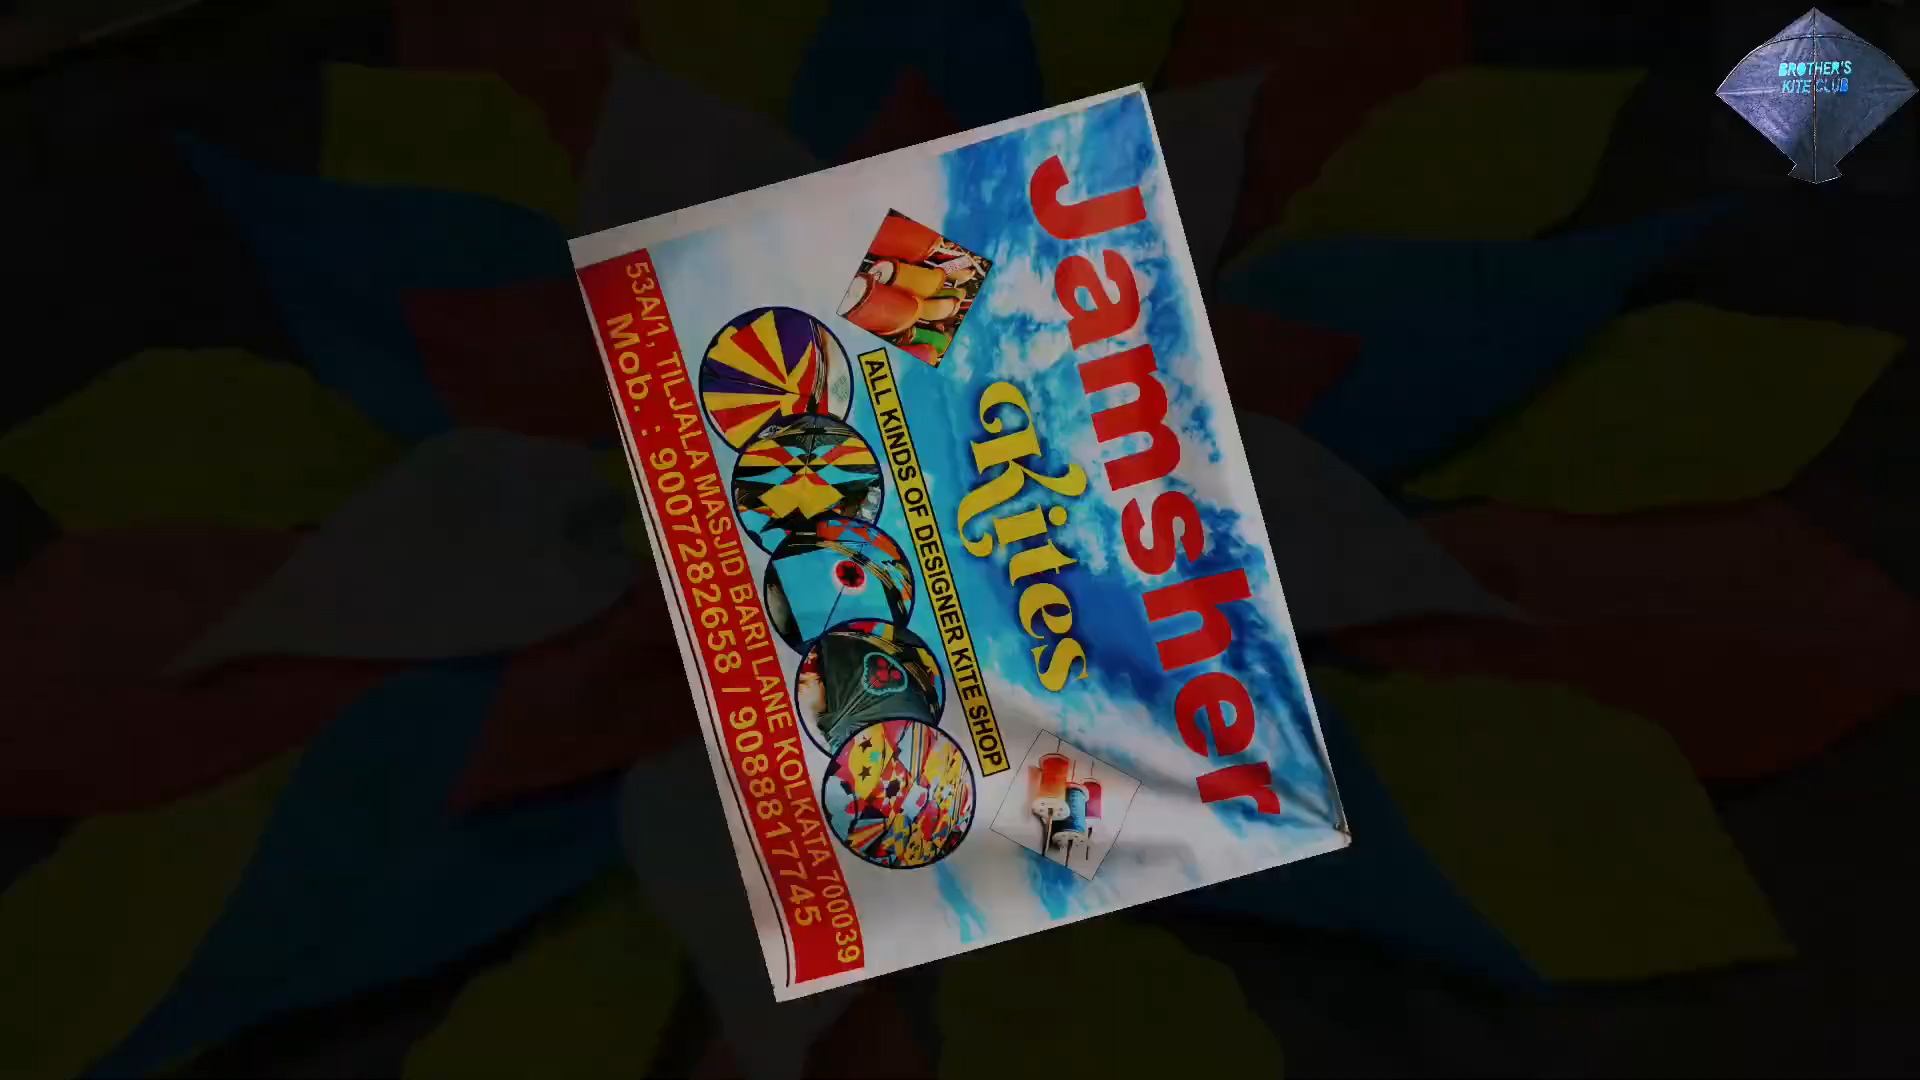 Jamsher
Kites
ALL KINDS OF DESIGNER KITE SHOP
53A/1, TILJALA MASJID BARI LANE KOLKATA 700039
Mob. : 9007282658 / 9088817745
BROTHER'S
KITE CLUB